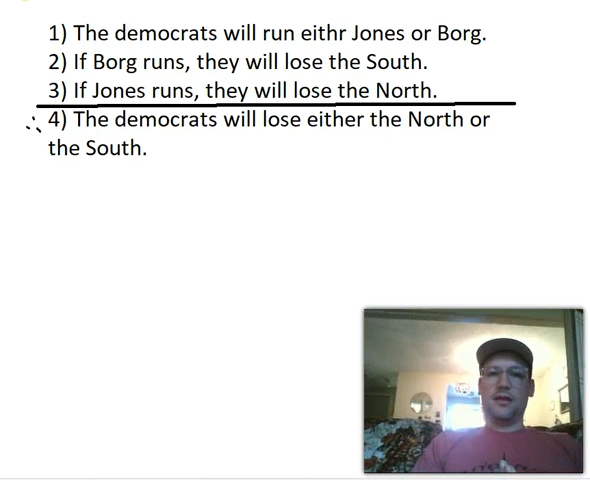 1) The democrats will run eithr Jones or Borg.
2) If Borg runs, they will lose the South.
3) If Jones runs, they will lose the North.
∴ 4) The democrats will lose either the North or
the South.